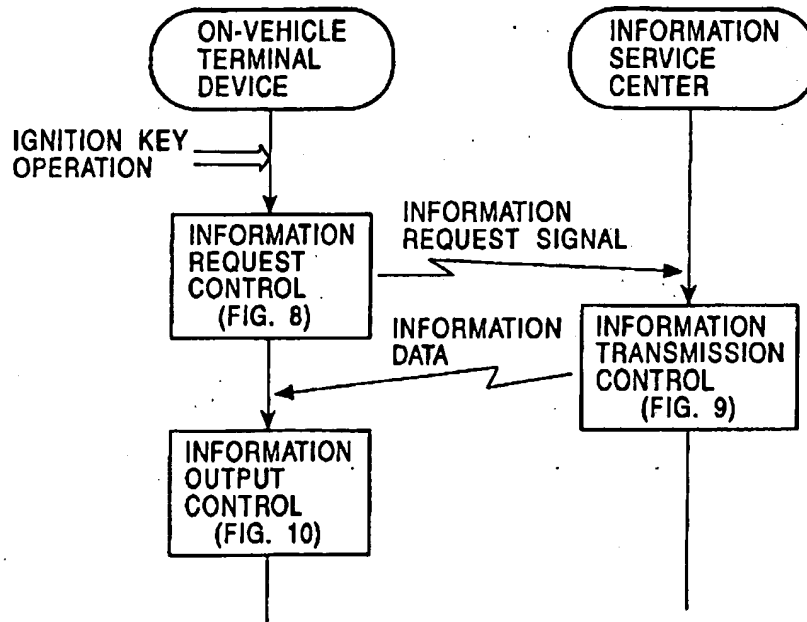 ON-VEHICLE
TERMINAL
DEVICE
INFORMATION
SERVICE
CENTER
IGNITION KEY
OPERATION
INFORMATION
REQUEST
CONTROL
(FIG. 8)
INFORMATION
REQUEST SIGNAL
INFORMATION
DATA
INFORMATION
TRANSMISSION
CONTROL
(FIG. 9)
INFORMATION
OUTPUT
CONTROL
(FIG. 10)